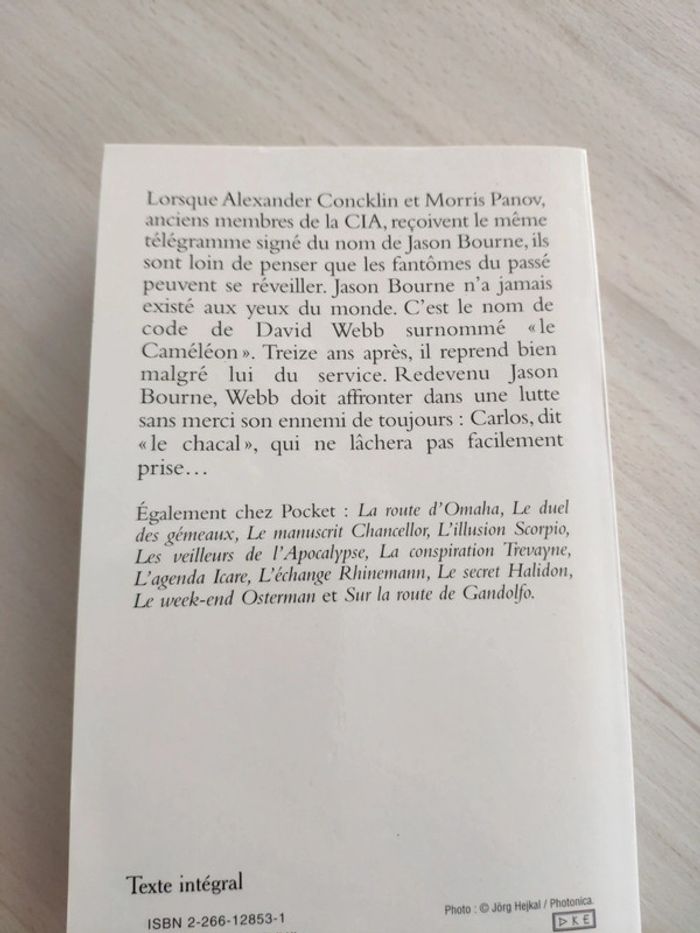 Lorsque Alexander Concklin et Morris Panov,
anciens membres de la CIA, reçoivent le même
télégramme signé du nom de Jason Bourne, ils
sont loin de penser que les fantômes du passé
peuvent se réveiller. Jason Bourne n'a jamais
existé aux yeux du monde. C'est le nom de
code de David Webb surnommé «le
Caméléon». Treize ans après, il reprend bien
malgré lui du service. Redevenu Jason
Bourne, Webb doit affronter dans une lutte
sans merci son ennemi de toujours : Carlos, dit
«le chacal», qui ne lâchera pas facilement
prise…
Également chez Pocket : La route d'Omaha, Le duel
des gémeaux, Le manuscrit Chancellor, L'illusion Scorpio,
Les veilleurs de l'Apocalypse, La conspiration Trevayne,
L'agenda Icare, L'échange Rhinemann, Le secret Halidon,
Le week-end Osterman et Sur la route de Gandolfo.
Texte intégral
ISBN 2-266-12853-1
Photo : © Jörg Hejkal / Photonica.
DKE